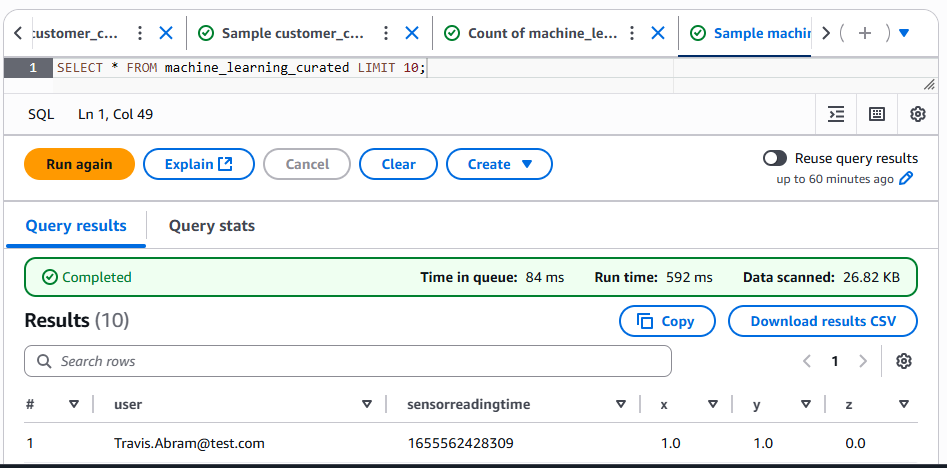 :ustomer_c...
Sample customer_c...
Count of machine_le...
Sample machin
1 SELECT * FROM machine_learning_curated LIMIT 10;
SQL Ln 1, Col 49
Run again Explain Cancel Clear Create
Reuse query results
up to 60 minutes ago
Query results Query stats
Completed Time in queue: 84 ms Run time: 592 ms Data scanned: 26.82 KB
Results (10) Copy Download results CSV
Search rows 1
# user sensorreadingtime x y z
1 Travis.Abram@test.com 1655562428309 1.0 1.0 0.0